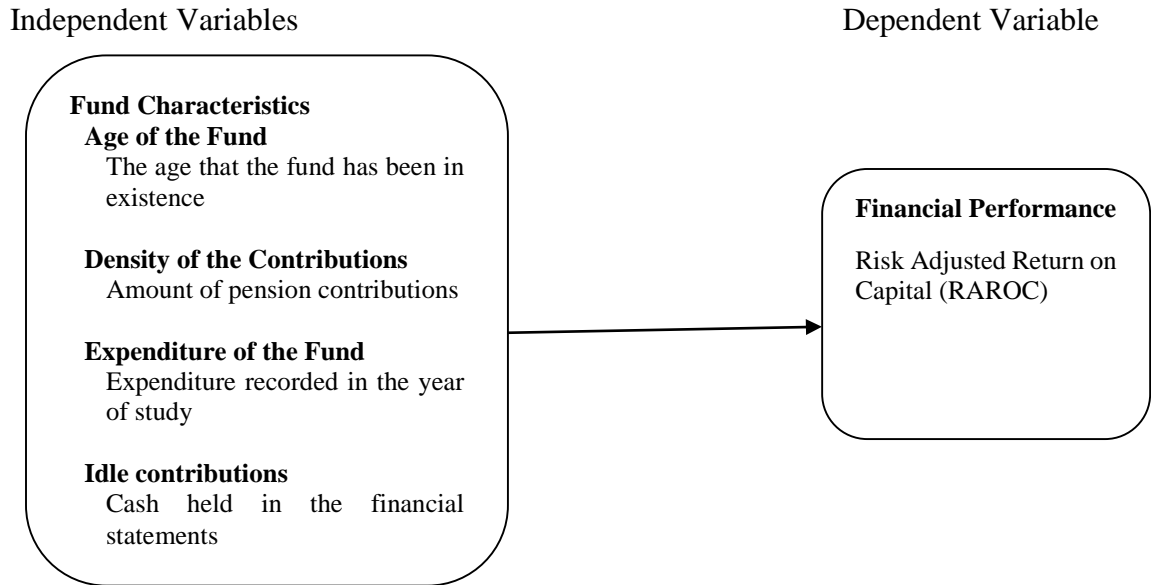 Independent Variables
Dependent Variable
Fund Characteristics
Age of the Fund
The age that the fund has been in
existence
Density of the Contributions
Amount of pension contributions
Expenditure of the Fund
Expenditure recorded in the year
of study
Idle contributions
Cash held in the financial
statements
Financial Performance
Risk Adjusted Return on
Capital (RAROC)